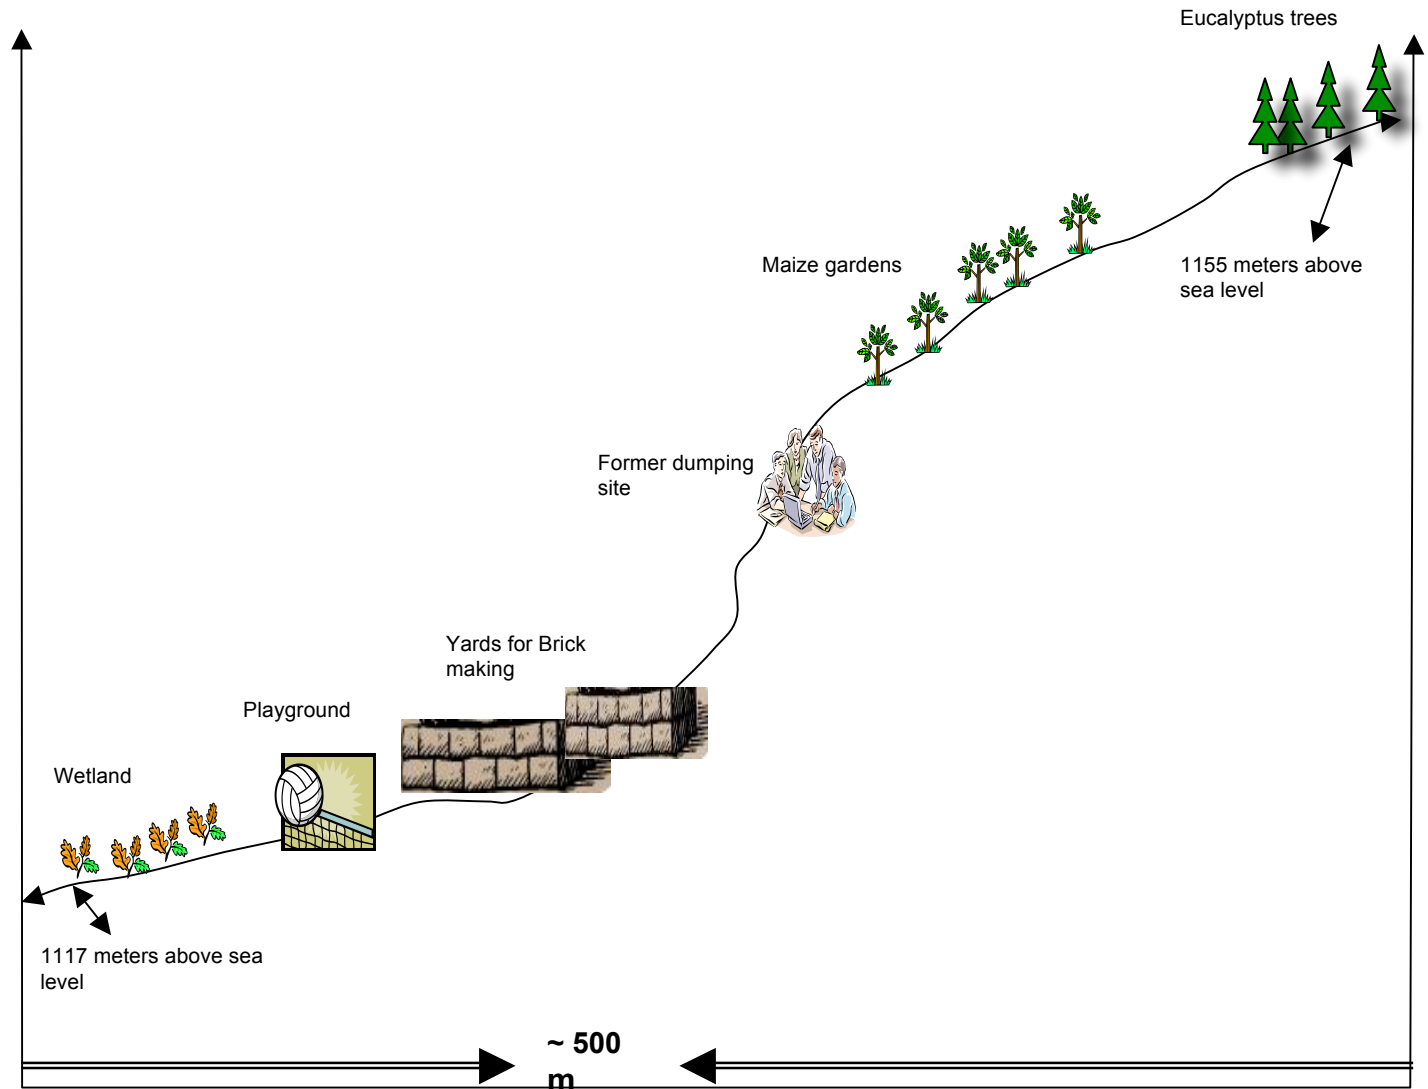 Eucalyptus trees
Maize gardens
1155 meters above
sea level
Former dumping
site
Yards for Brick
making
Playground
Wetland
1117 meters above sea
level
~ 500
m